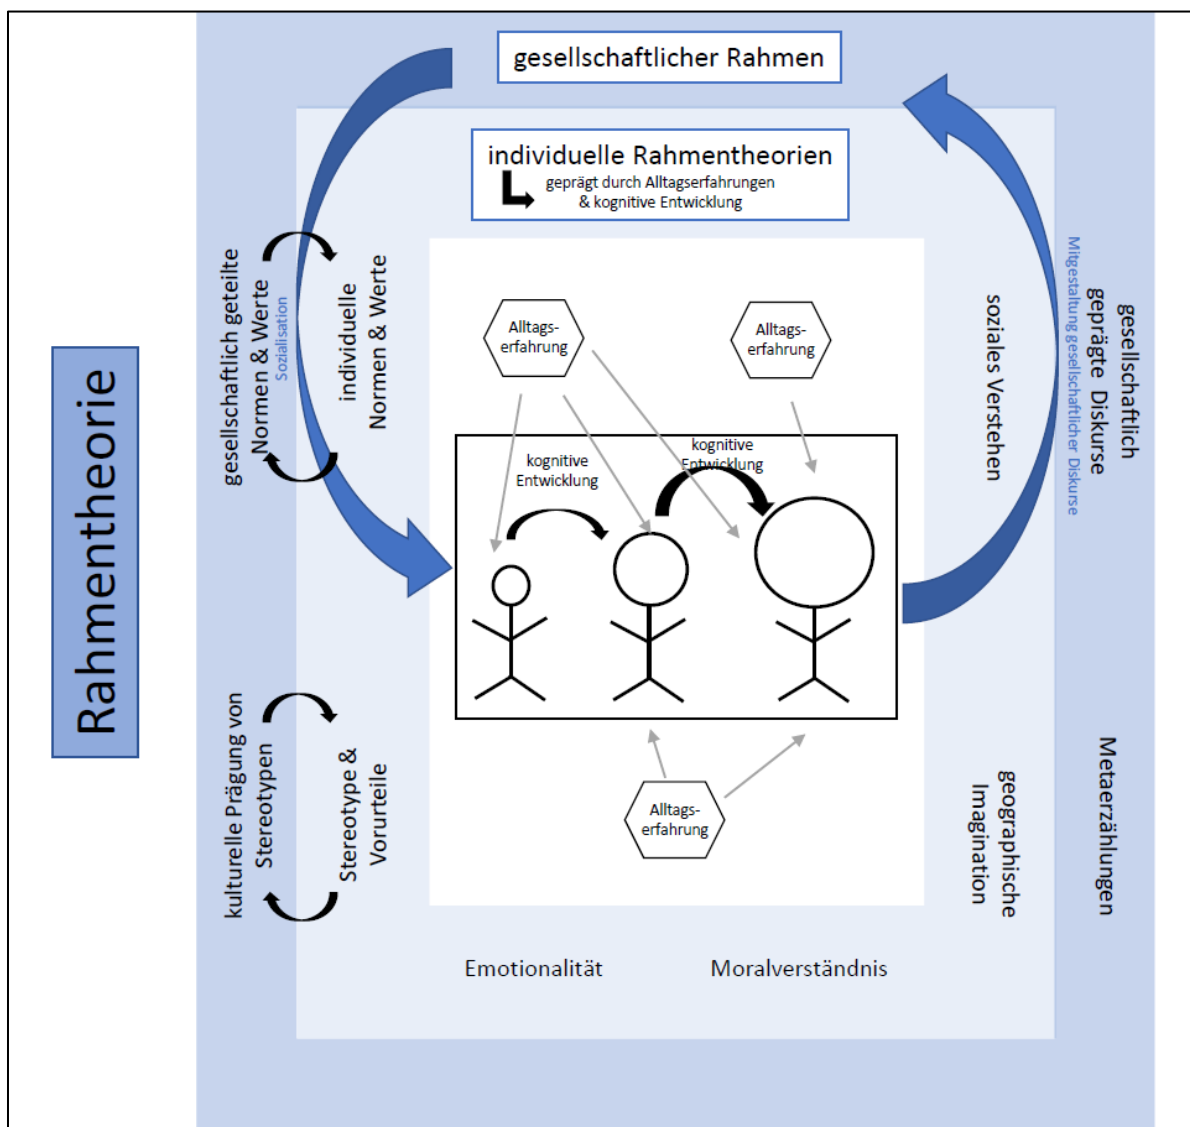 Rahmentheorie
gesellschaftlicher Rahmen
individuelle Rahmentheorien
geprägt durch Alltagserfahrungen
& kognitive Entwicklung
gesellschaftlich geteilte
Normen & Werte
Sozialisation
individuelle
Normen & Werte
kulturelle Prägung von
Stereotypen
Stereotype &
Vorurteile
Alltags-
erfahrung
Alltags-
erfahrung
kognitive
Entwicklung
kognitive
Entwicklung
Alltags-
erfahrung
soziales Verstehen
gesellschaftlich
geprägte Diskurse
Mitgestaltung gesellschaftlicher Diskurse
geographische
Imagination
Metaerzählungen
Emotionalität
Moralverständnis